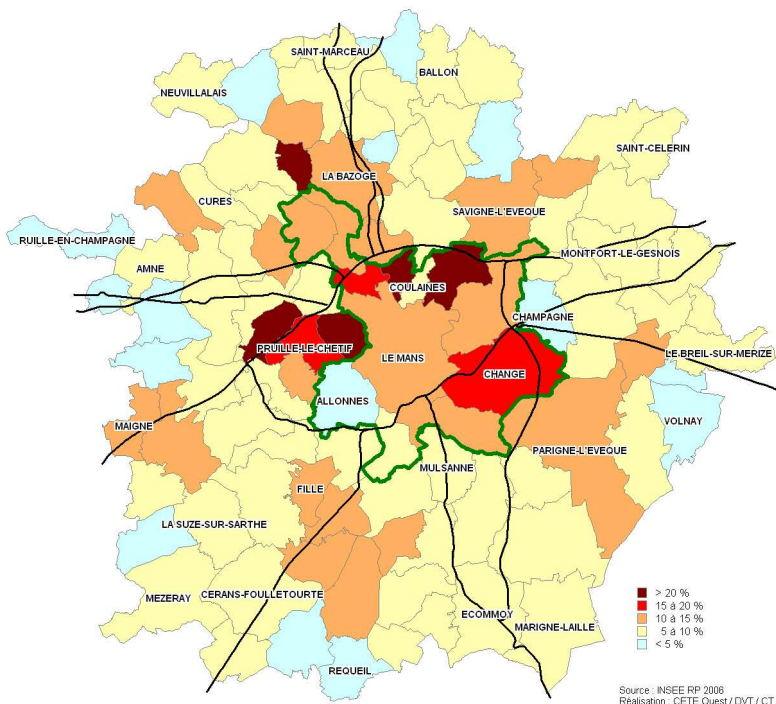 SAINT-MARCEAU
BALLON
NEUVILLALAIS
SAINT-CELERIN
LA BAZOGE
CURES
SAVIGNE-L'EVEQUE
RUILLE-EN-CHAMPAGNE
MONTFORT-LE-GESNOIS
AMNE
COULAINES
CHAMPAGNE
PRUILLE-LE-CHETIF
LE MANS
LE-BREIL-SUR-MERIZE
CHANGE
ALLONNES
VOLNAY
MAIGNE
PARIGNE-L'EVEQUE
MULSANNE
FILLE
LA SUZE-SUR-SARTHE
MEZERAY
CERANS-FOULLETOURTE
ECOMMOY
MARIGNE-LAILLE
REQUEIL
> 20 %
15 à 20 %
10 à 15 %
5 à 10 %
< 5 %
Source : INSEE RP 2006
Réalisation : CETE Ouest / DVT / CT